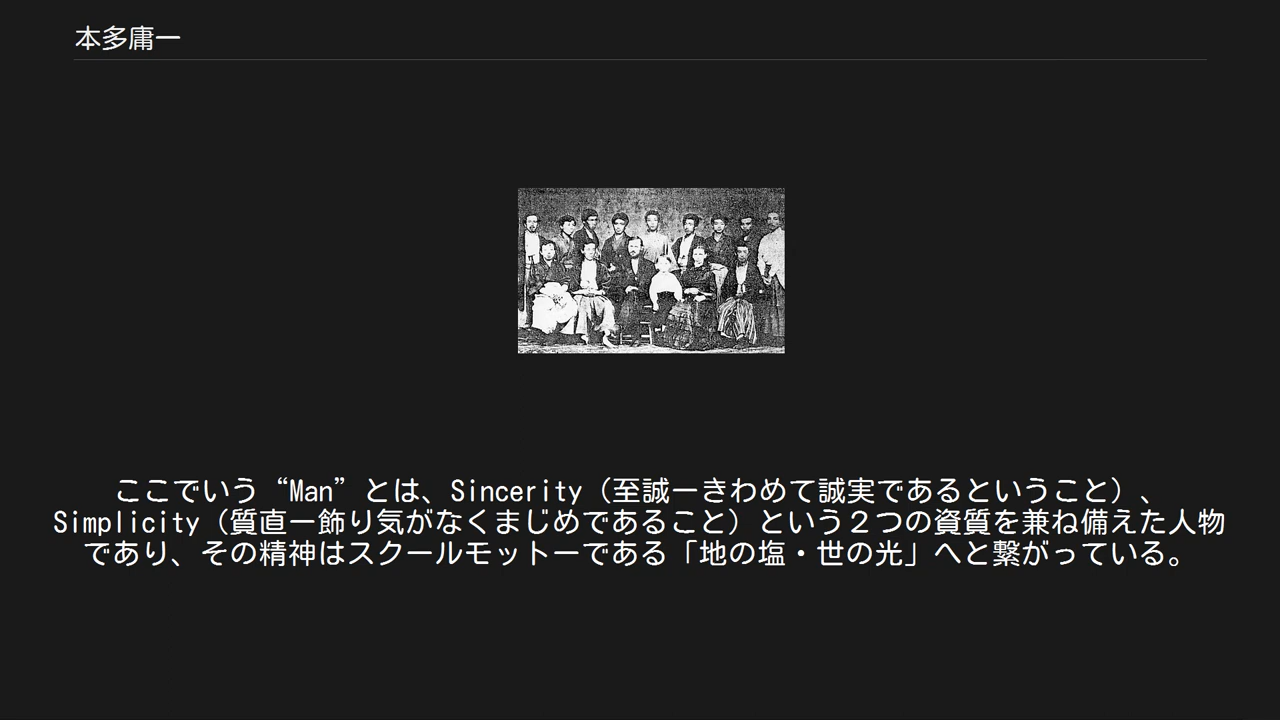 本多庸一
ここでいう“Man”とは、Sincerity（至誠ーきわめて誠実であるということ）、
Simplicity（質直ー飾り気がなくまじめであること）という２つの資質を兼ね備えた人物
であり、その精神はスクールモットーである「地の塩・世の光」へと繋がっている。